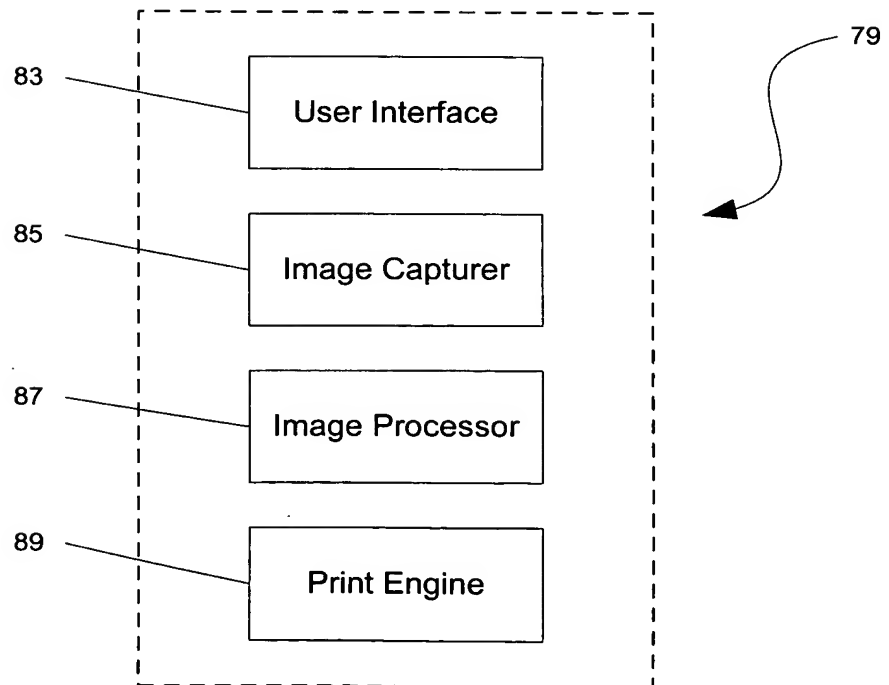 79
83
User Interface
85
Image Capturer
87
Image Processor
89
Print Engine